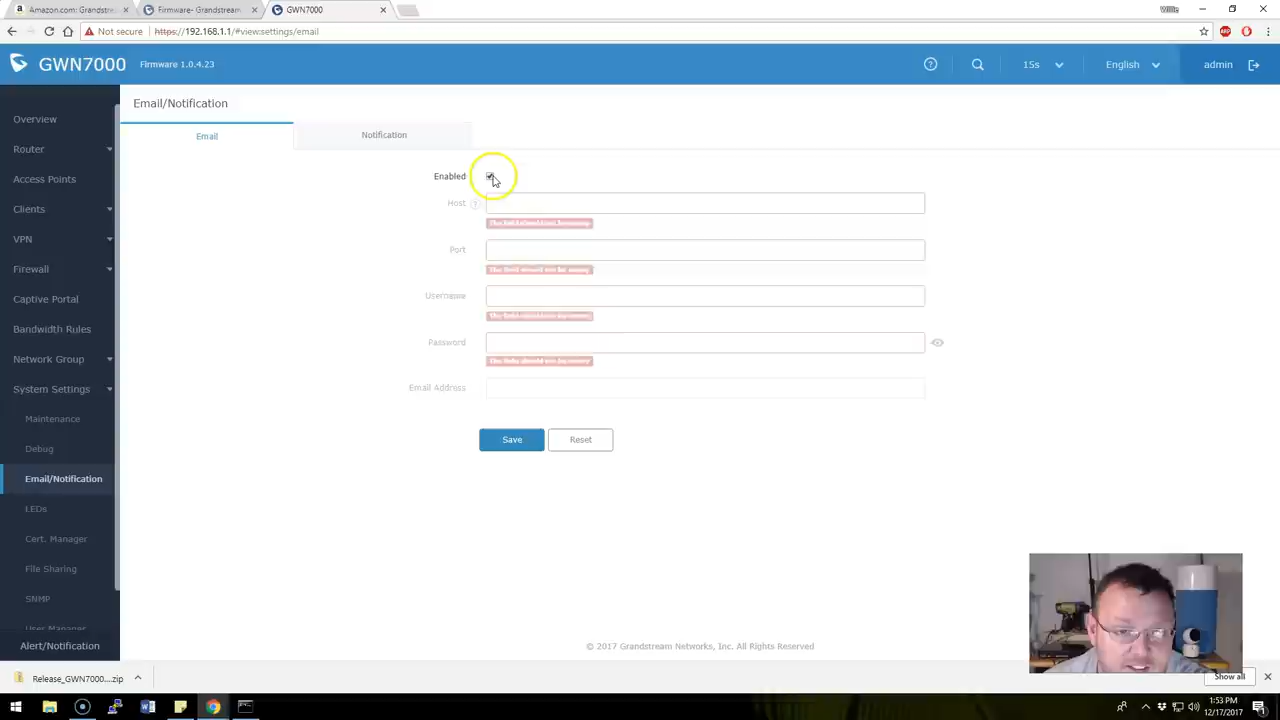 Amazon.com: Grandstre
Firmware- Grandstream
GWN7000
Willie
Not secure
https://192.168.1.1/#view:settings/email
GWN7000
Firmware 1.0.4.23
15s
English
admin
Overview
Router
Access Points
Clients
VPN
Firewall
Captive Portal
Bandwidth Rules
Network Group
System Settings
Maintenance
Debug
Email/Notification
LEDs
Cert. Manager
File Sharing
SNMP
User Manager
Alert/Notification
Email/Notification
Email
Notification
Enabled
Host
Port
Username
Password
Email Address
Save
Reset
© 2017 Grandstream Networks, Inc. All Rights Reserved
Release_GWN7000....zip
Show all
1:53 PM
12/17/2017